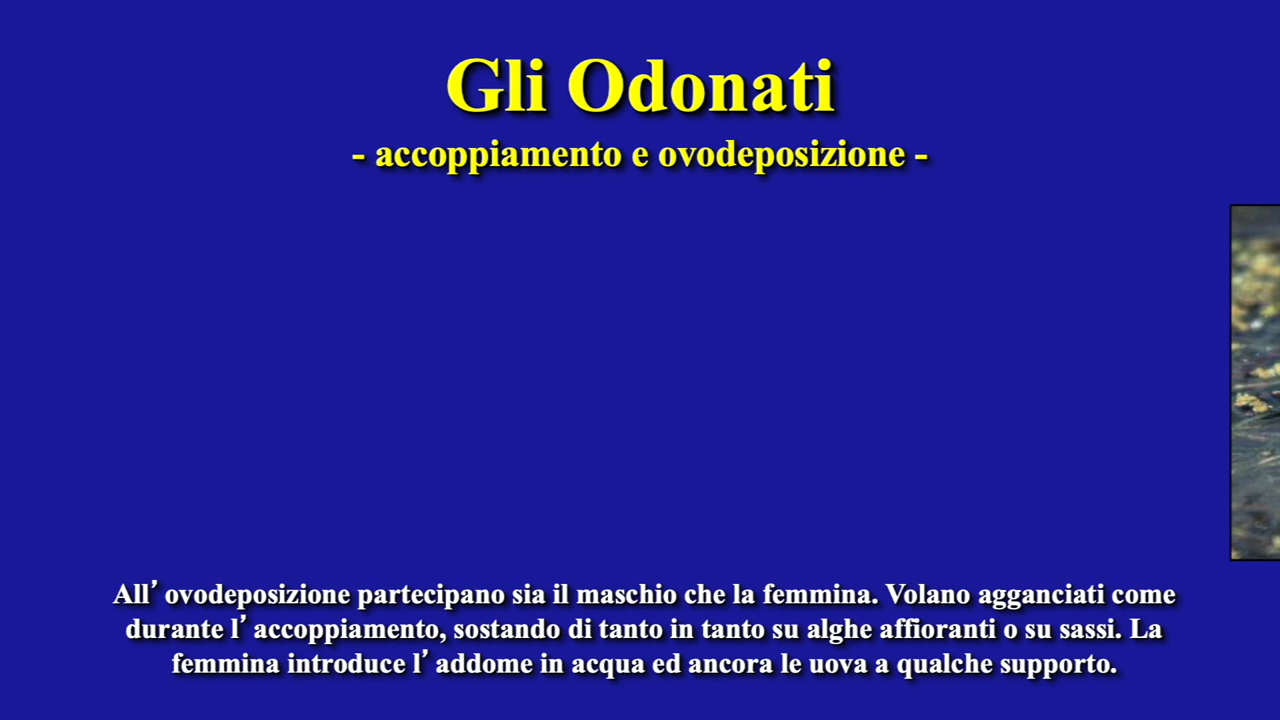 Gli Odonati
- accoppiamento e ovodeposizione -
All’ ovodeposizione partecipano sia il maschio che la femmina. Volano agganciati come
durante l’ accoppiamento, sostando di tanto in tanto su alghe affioranti o su sassi. La
femmina introduce l’ addome in acqua ed ancora le uova a qualche supporto.